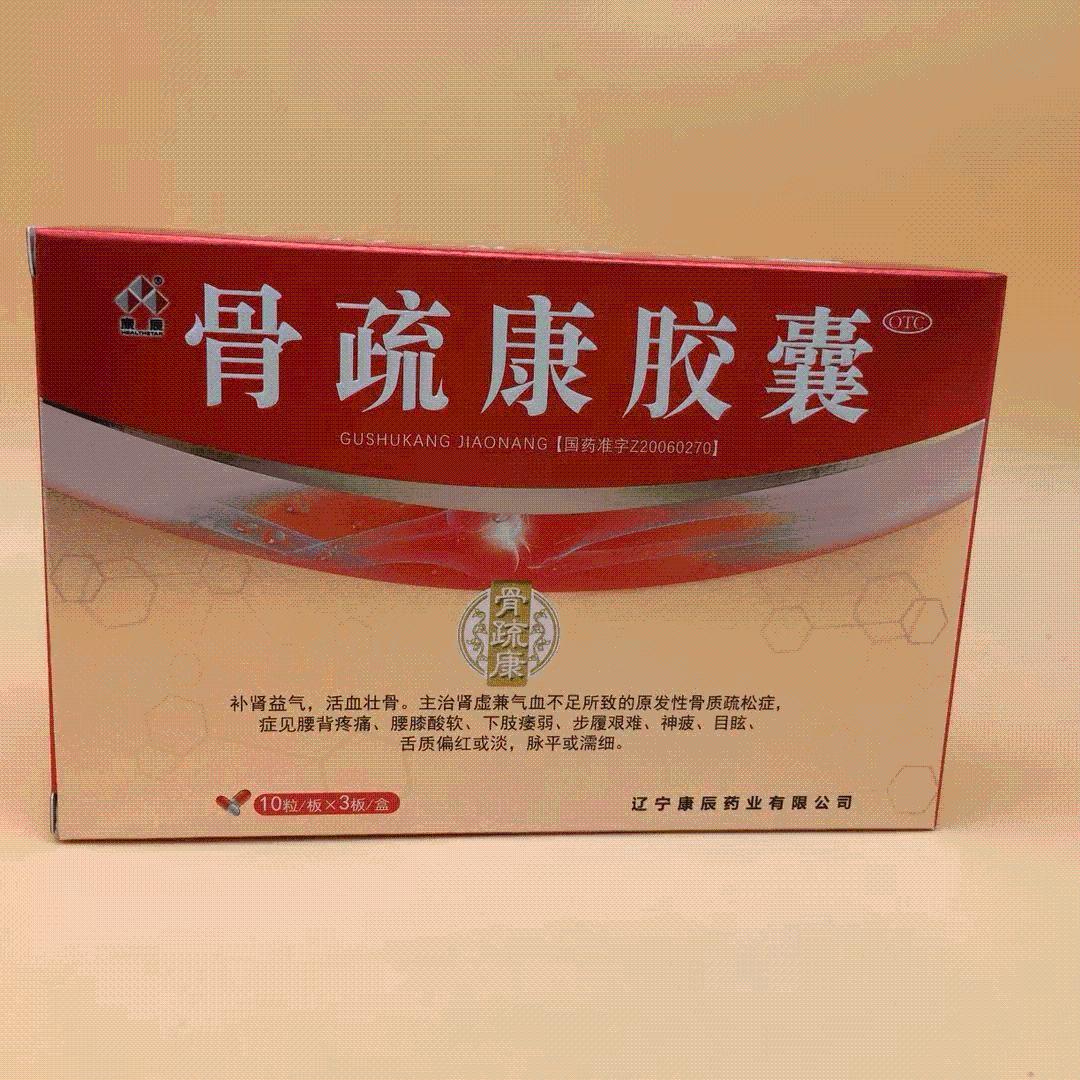 康辰
HEALTHSTAR
骨疏康胶囊
OTC
GUSHUKANG JIAONANG【国药准字Z20060270】
骨疏康
补肾益气，活血壮骨。主治肾虚兼气血不足所致的原发性骨质疏松症，
症见腰背疼痛、腰膝酸软、下肢痿弱、步履艰难、神疲、目眩、
舌质偏红或淡，脉平或濡细。
10粒/板×3板/盒
辽宁康辰药业有限公司